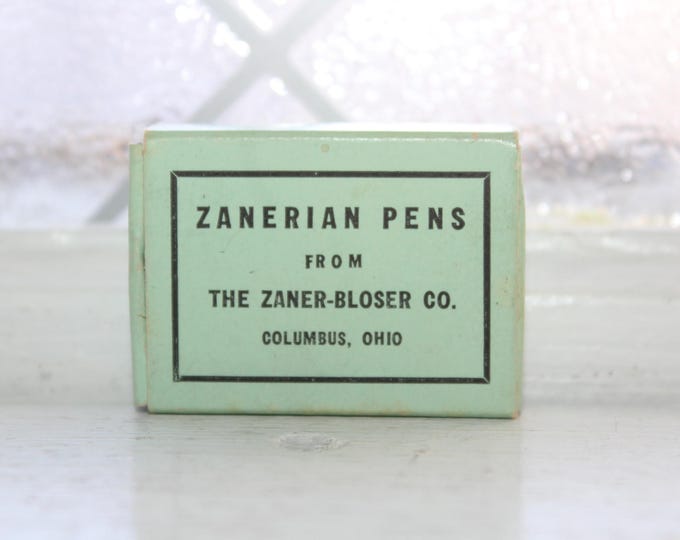 ZANERIAN PENS
FROM
THE ZANER-BLOSER CO.
COLUMBUS, OHIO